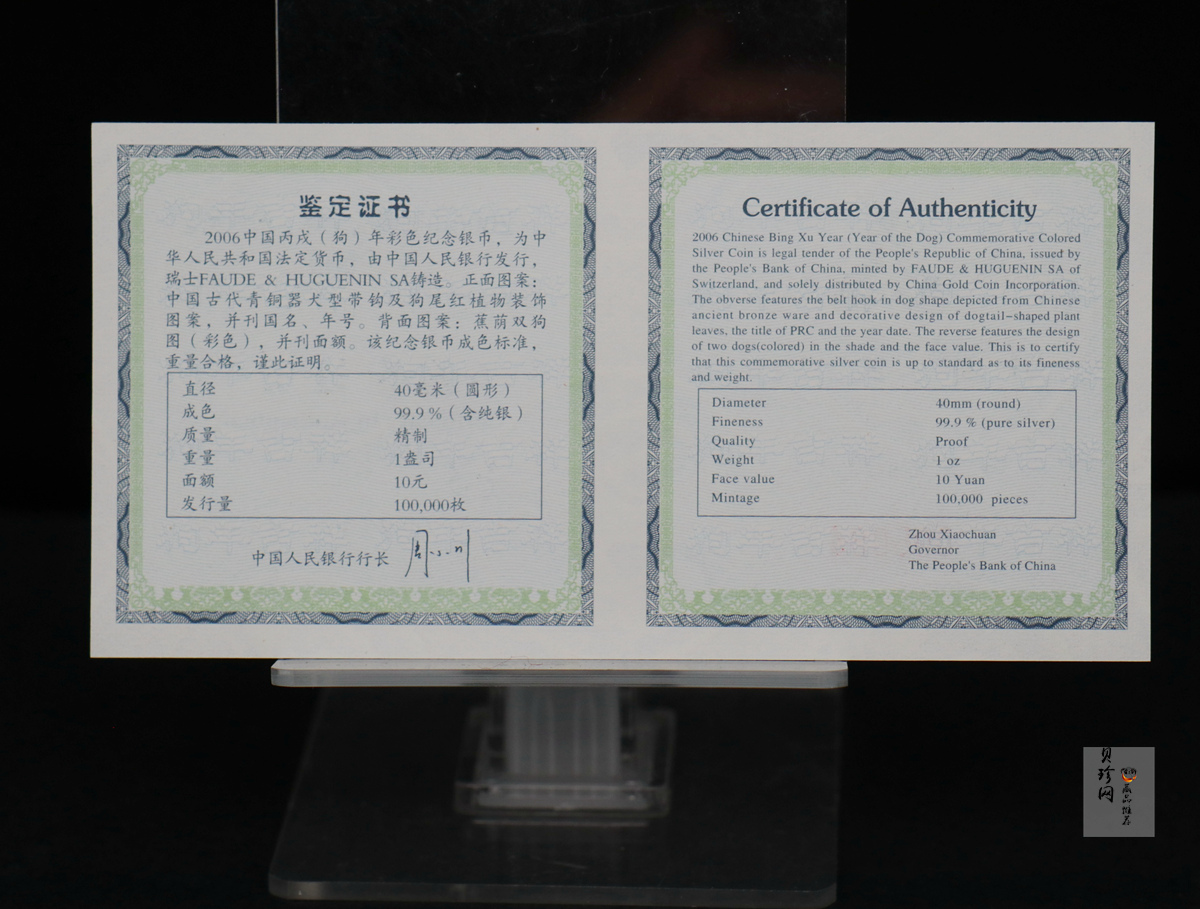 鉴定证书
2006中国丙戌(狗)年彩色纪念银币，为中
华人民共和国法定货币，由中国人民银行发行，
瑞士FAUDE & HUGUENIN SA铸造。正面图案：
中国古代青铜器犬型带钩及狗尾红植物装饰
图案，并刊国名、年号。背面图案：蕉荫双狗
图(彩色)，并刊面额。该纪念银币成色标准，
重量合格，谨此证明。
直径 40毫米(圆形)
成色 99.9%(含纯银)
质量 精制
重量 1盎司
面额 10元
发行量 100,000枚
中国人民银行行长 周小川
Certificate of Authenticity
2006 Chinese Bing Xu Year (Year of the Dog) Commemorative Colored
Silver Coin is legal tender of the People's Republic of China, issued by
the People's Bank of China, minted by FAUDE & HUGUENIN SA of
Switzerland, and solely distributed by China Gold Coin Incorporation.
The obverse features the belt hook in dog shape depicted from Chinese
ancient bronze ware and decorative design of dogtail-shaped plant
leaves, the title of PRC and the year date. The reverse features the design
of two dogs(colored) in the shade and the face value. This is to certify
that this commemorative silver coin is up to standard as to its fineness
and weight.
Diameter 40mm (round)
Fineness 99.9 % (pure silver)
Quality Proof
Weight 1 oz
Face value 10 Yuan
Mintage 100,000 pieces
Zhou Xiaochuan
Governor
The People's Bank of China
贝珍网
藏品推荐